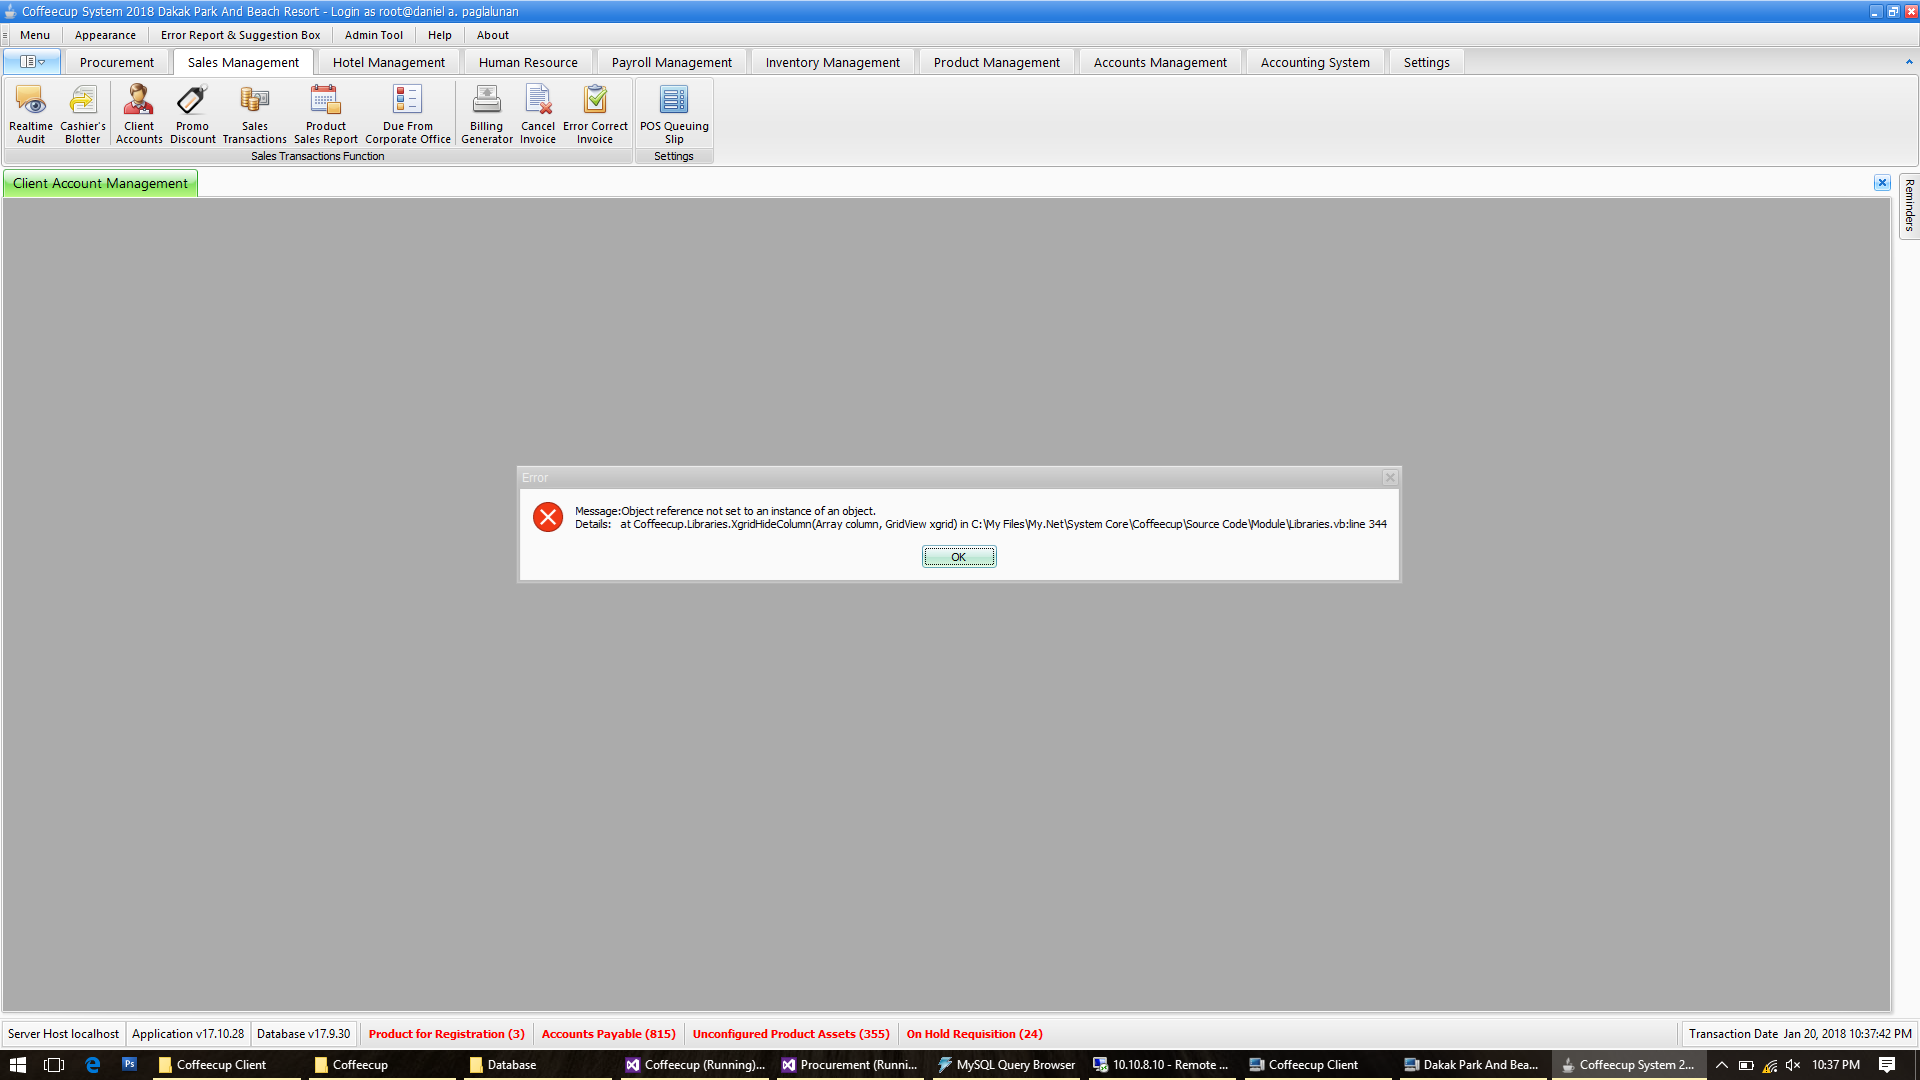 Coffeecup System 2018 Dakak Park And Beach Resort - Login as root@daniel a. paglalunan
Menu Appearance Error Report & Suggestion Box Admin Tool Help About
Procurement Sales Management Hotel Management Human Resource Payroll Management Inventory Management Product Management Accounts Management Accounting System Settings
Realtime Audit
Cashier's Blotter
Client Accounts
Promo Discount
Sales Transactions
Product Sales Report
Due From Corporate Office
Billing Generator
Cancel Invoice
Error Correct Invoice
POS Queuing Slip
Sales Transactions Function
Settings
Client Account Management
Reminders
Error
Message:Object reference not set to an instance of an object.
Details: at Coffeecup.Libraries.XgridHideColumn(Array column, GridView xgrid) in C:\My Files\My.Net\System Core\Coffeecup\Source Code\Module\Libraries.vb:line 344
OK
Server Host localhost Application v17.10.28 Database v17.9.30 Product for Registration (3) Accounts Payable (815) Unconfigured Product Assets (355) On Hold Requisition (24) Transaction Date Jan 20, 2018 10:37:42 PM
Ps Coffeecup Client Coffeecup Database Coffeecup (Running)... Procurement (Runni... MySQL Query Browser 10.10.8.10 - Remote ... Coffeecup Client Dakak Park And Bea... Coffeecup System 2... 10:37 PM